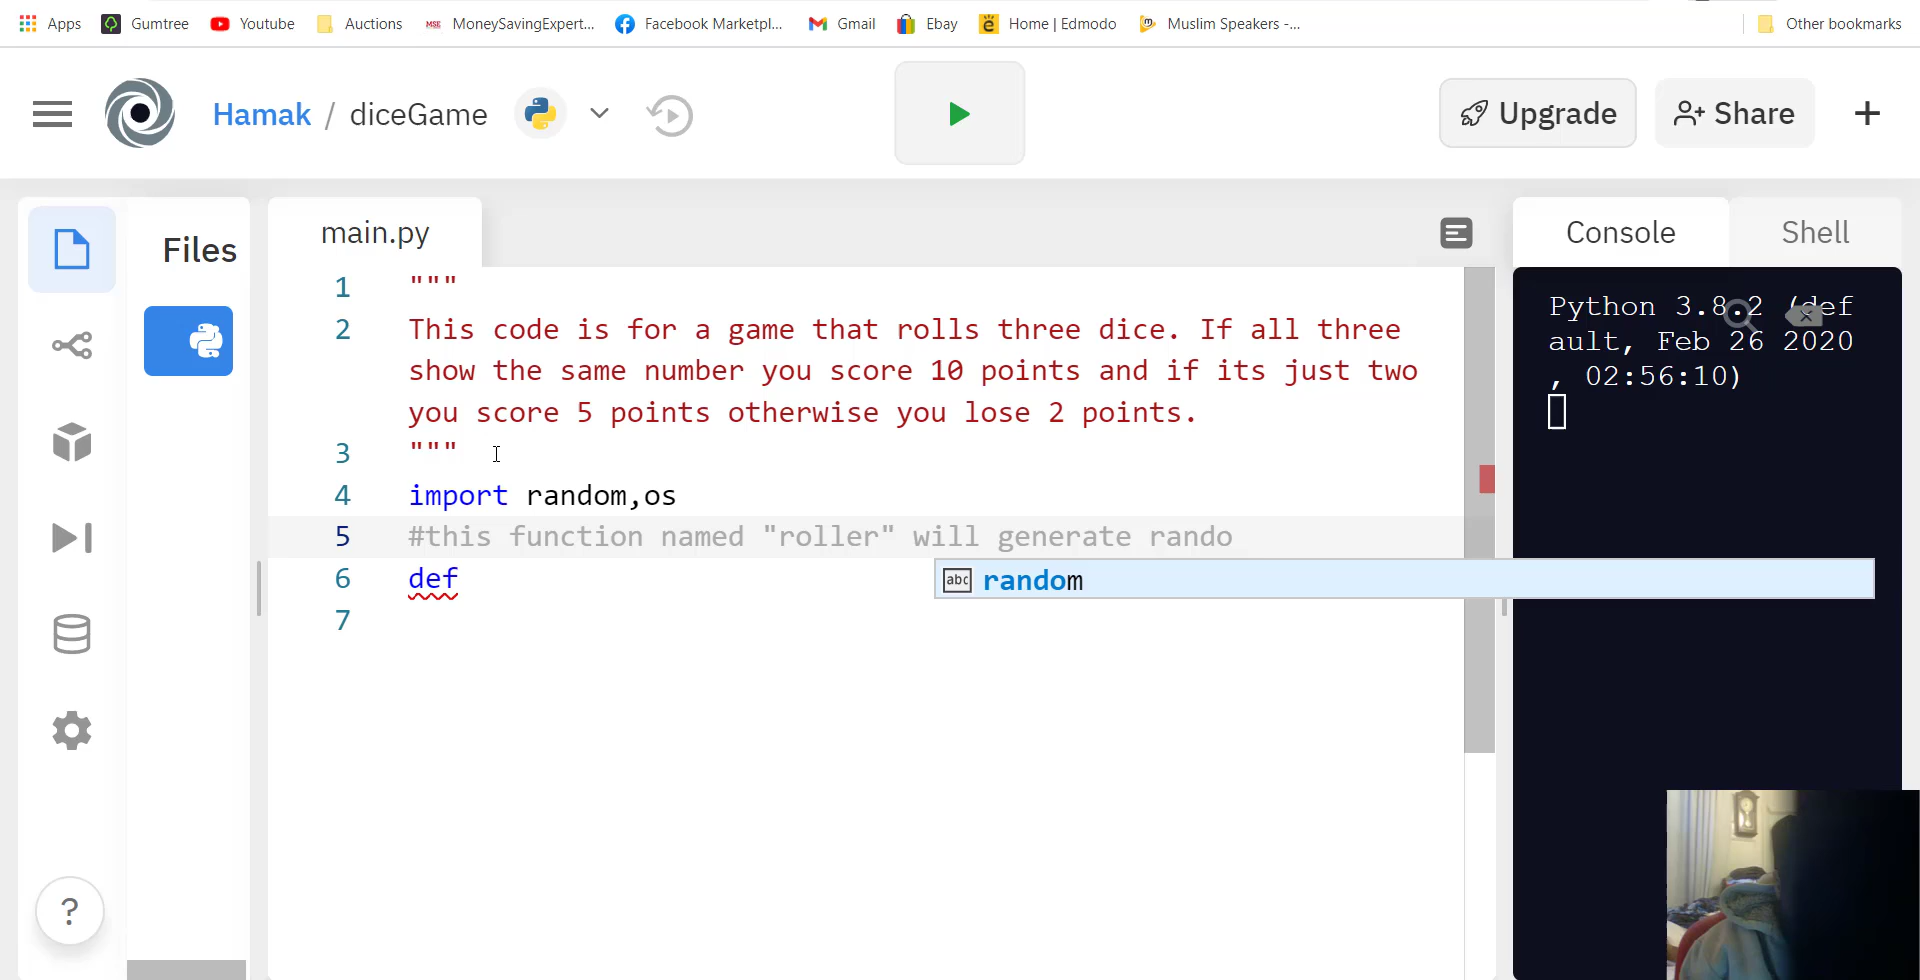 Apps Gumtree Youtube Auctions MSE MoneySavingExpert... Facebook Marketpl... Gmail Ebay Home | Edmodo Muslim Speakers -... Other bookmarks
Hamak / diceGame Upgrade Share +
Files
main.py
1 """
2 This code is for a game that rolls three dice. If all three
show the same number you score 10 points and if its just two
you score 5 points otherwise you lose 2 points.
3 """
4 import random,os
5 #this function named "roller" will generate rando
abc random
6 def
7
Console Shell
Python 3.8.2 (def
ault, Feb 26 2020
, 02:56:10)
?